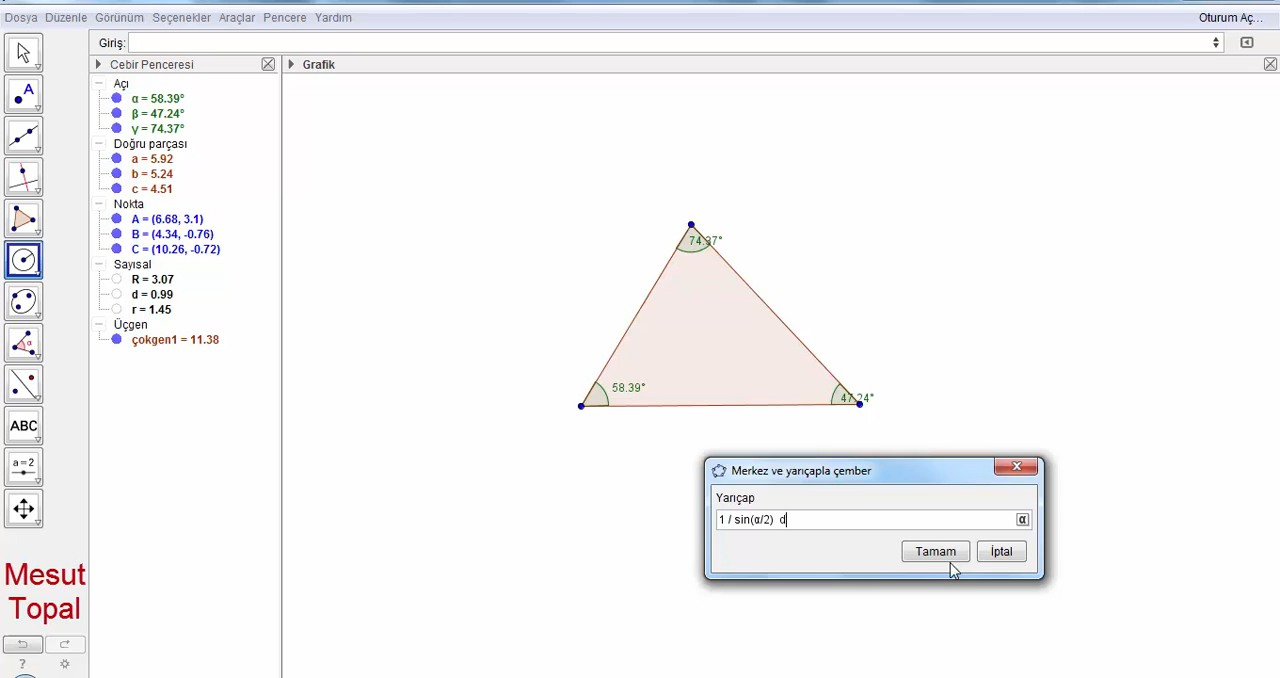 Dosya Düzenle Görünüm Seçenekler Araçlar Pencere Yardım
Oturum Aç...
Giriş:
Cebir Penceresi
Grafik
Açı
α = 58.39°
β = 47.24°
γ = 74.37°
Doğru parçası
a = 5.92
b = 5.24
c = 4.51
Nokta
A = (6.68, 3.1)
B = (4.34, -0.76)
C = (10.26, -0.72)
Sayısal
R = 3.07
d = 0.99
r = 1.45
Üçgen
çokgen1 = 11.38
A
α
ABC
a=2
Mesut
Topal
?
74.37°
58.39°
47.24°
Merkez ve yarıçapla çember
Yarıçap
1 / sin(α/2) d
α
Tamam
İptal